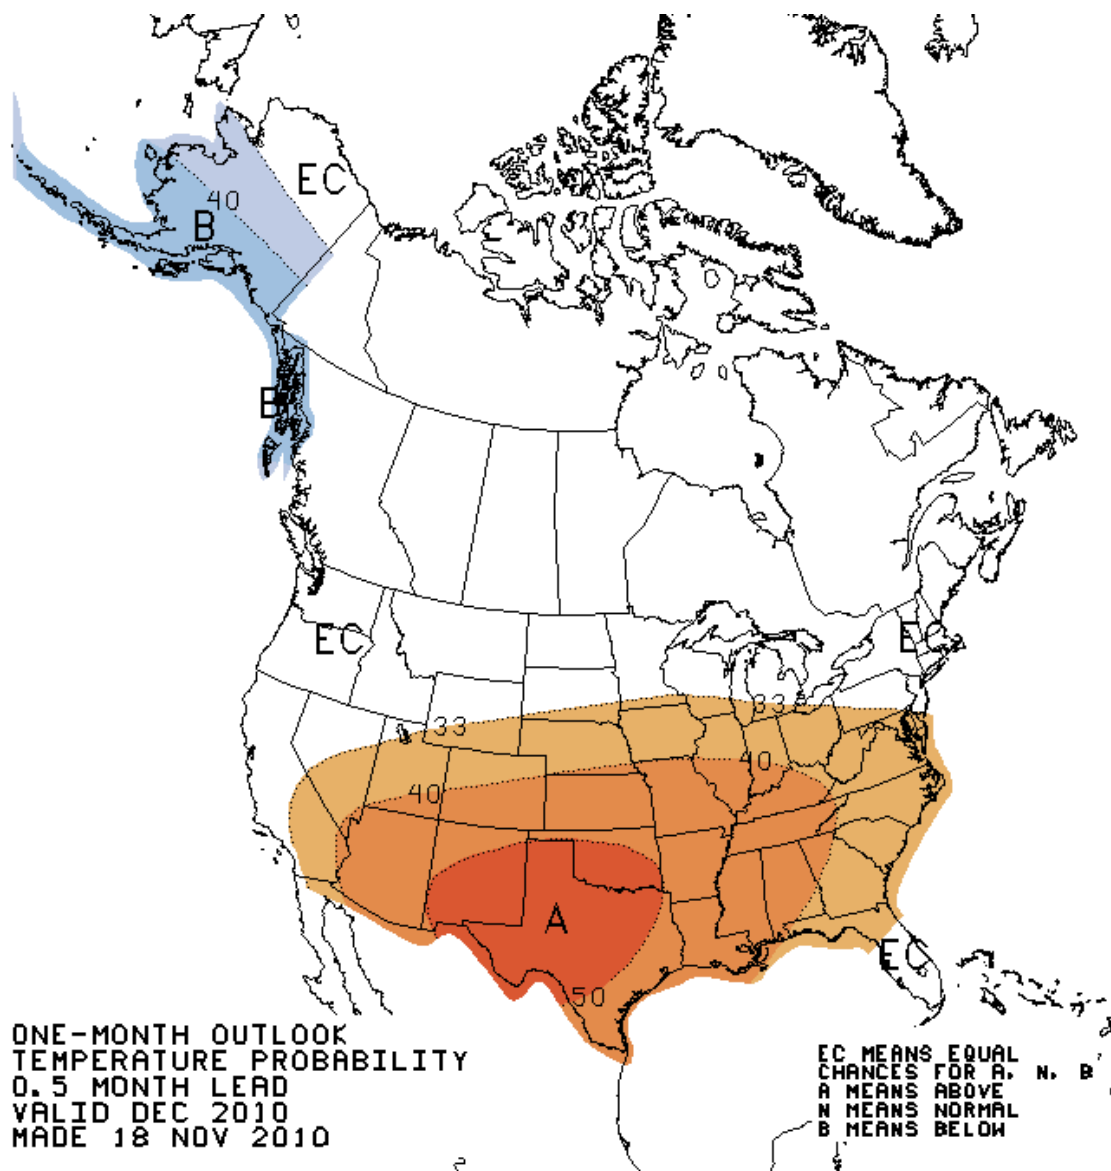 EC
40
B
B
EC
EC
33
33
40
40
A
EC
50
ONE-MONTH OUTLOOK
TEMPERATURE PROBABILITY
0.5 MONTH LEAD
VALID DEC 2010
MADE 18 NOV 2010
EC MEANS EQUAL
CHANCES FOR A, N, B
A MEANS ABOVE
N MEANS NORMAL
B MEANS BELOW